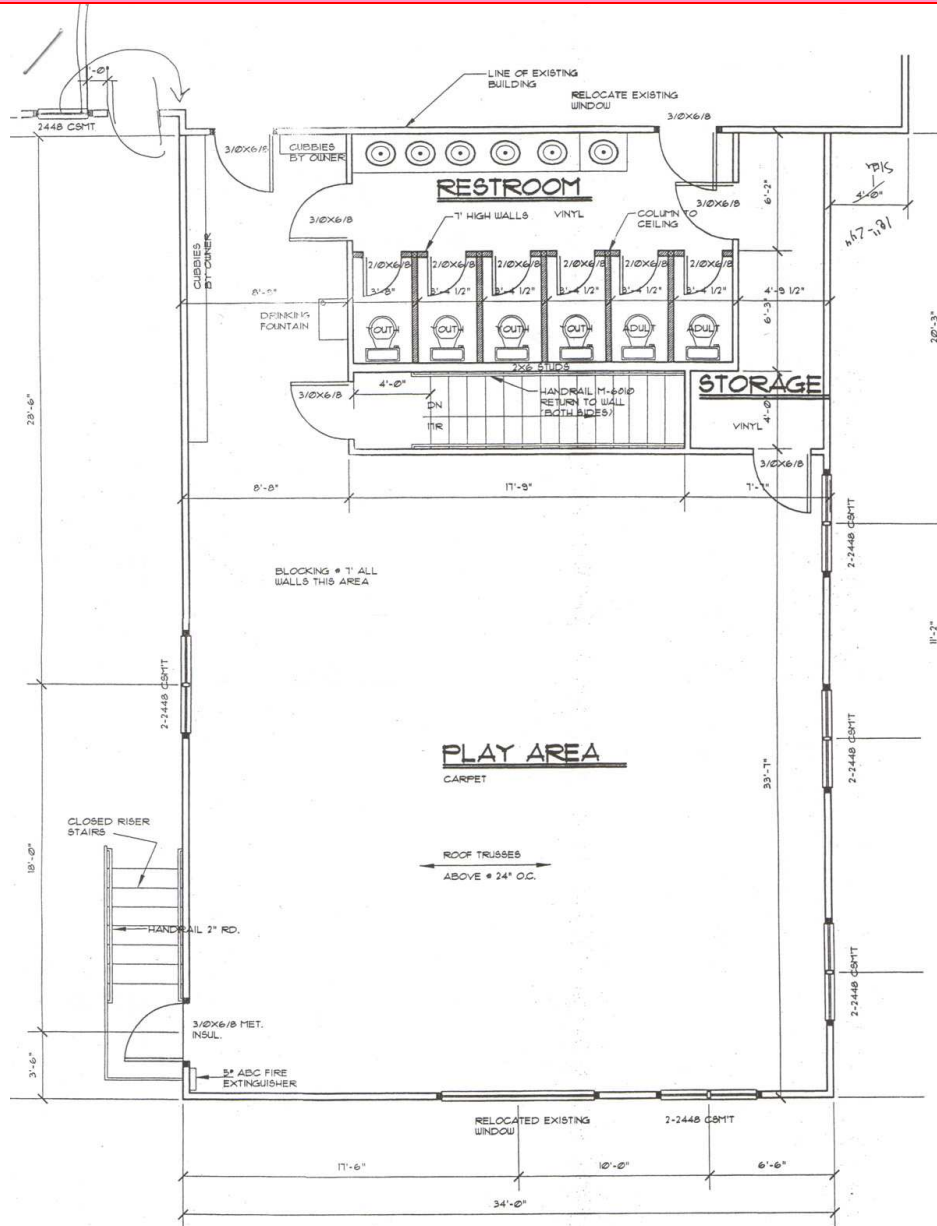 LINE OF EXISTING
BUILDING
RELOCATE EXISTING
WINDOW
3/0X6/8
2448 CSMT
3/0X6/8
CUBBIES
BY OWNER
RESTROOM
3/0X6/8
7' HIGH WALLS
VINYL
COLUMN TO
CEILING
3/0X6/8
6'-2"
4'-0"
CUBBIES
BY OWNER
2/0X6/8
2/0X6/8
2/0X6/8
2/0X6/8
2/0X6/8
2/0X6/8
3'-8"
3'-4 1/2"
3'-4 1/2"
3'-4 1/2"
3'-4 1/2"
3'-4 1/2"
4'-9 1/2"
6'-3"
20'-3"
DRINKING
FOUNTAIN
YOUTH
YOUTH
YOUTH
YOUTH
ADULT
ADULT
2X6 STUDS
3/0X6/8
4'-0"
DN
17R
HANDRAIL M-6010
RETURN TO WALL
(BOTH SIDES)
STORAGE
VINYL
4'-0"
3/0X6/8
23'-6"
8'-8"
17'-9"
7'-7"
2-2448 CSM'T
BLOCKING @ 7' ALL
WALLS THIS AREA
11'-2"
2-2448 CSM'T
PLAY AREA
CARPET
33'-7"
2-2448 CSM'T
CLOSED RISER
STAIRS
18'-0"
ROOF TRUSSES
ABOVE @ 24" O.C.
HANDRAIL 2" RD.
2-2448 CSM'T
3/0X6/8 MET.
INSUL.
3'-6"
5# ABC FIRE
EXTINGUISHER
RELOCATED EXISTING
WINDOW
2-2448 CSM'T
17'-6"
10'-0"
6'-6"
34'-0"